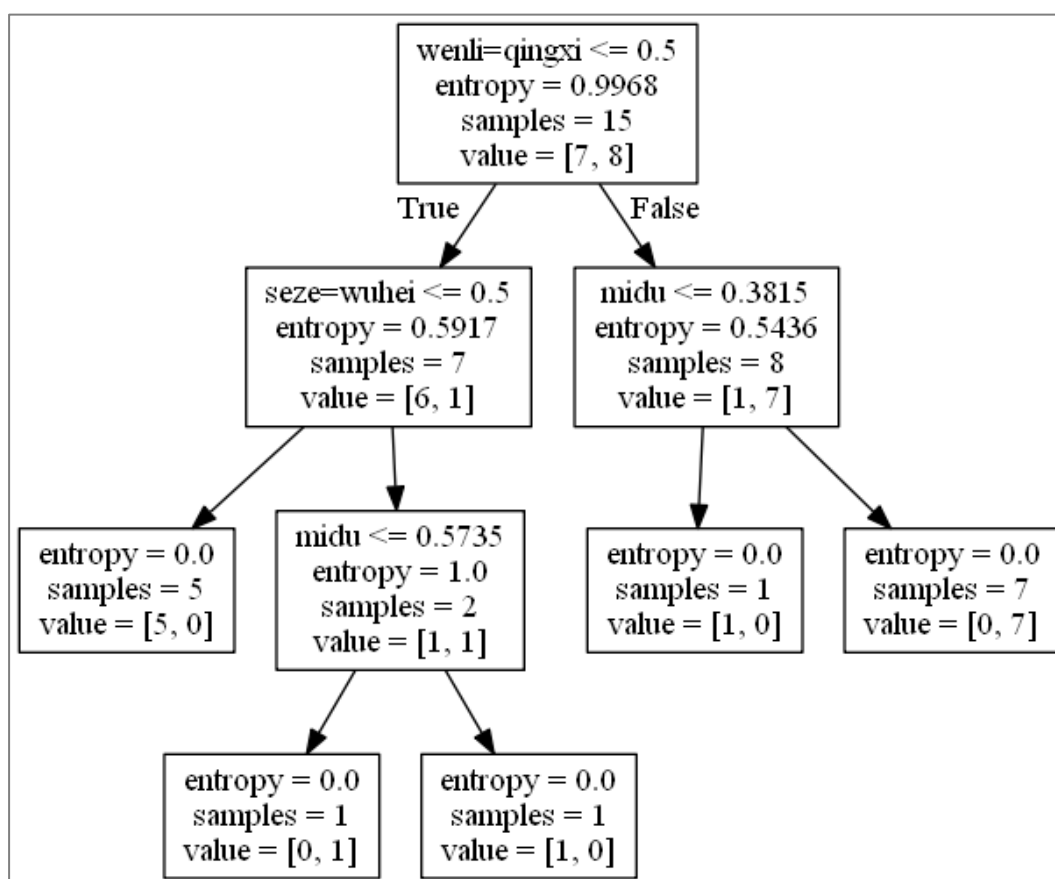 wenli=qingxi <= 0.5
entropy = 0.9968
samples = 15
value = [7, 8]
True
False
seze=wuhei <= 0.5
entropy = 0.5917
samples = 7
value = [6, 1]
midu <= 0.3815
entropy = 0.5436
samples = 8
value = [1, 7]
entropy = 0.0
samples = 5
value = [5, 0]
midu <= 0.5735
entropy = 1.0
samples = 2
value = [1, 1]
entropy = 0.0
samples = 1
value = [1, 0]
entropy = 0.0
samples = 7
value = [0, 7]
entropy = 0.0
samples = 1
value = [0, 1]
entropy = 0.0
samples = 1
value = [1, 0]